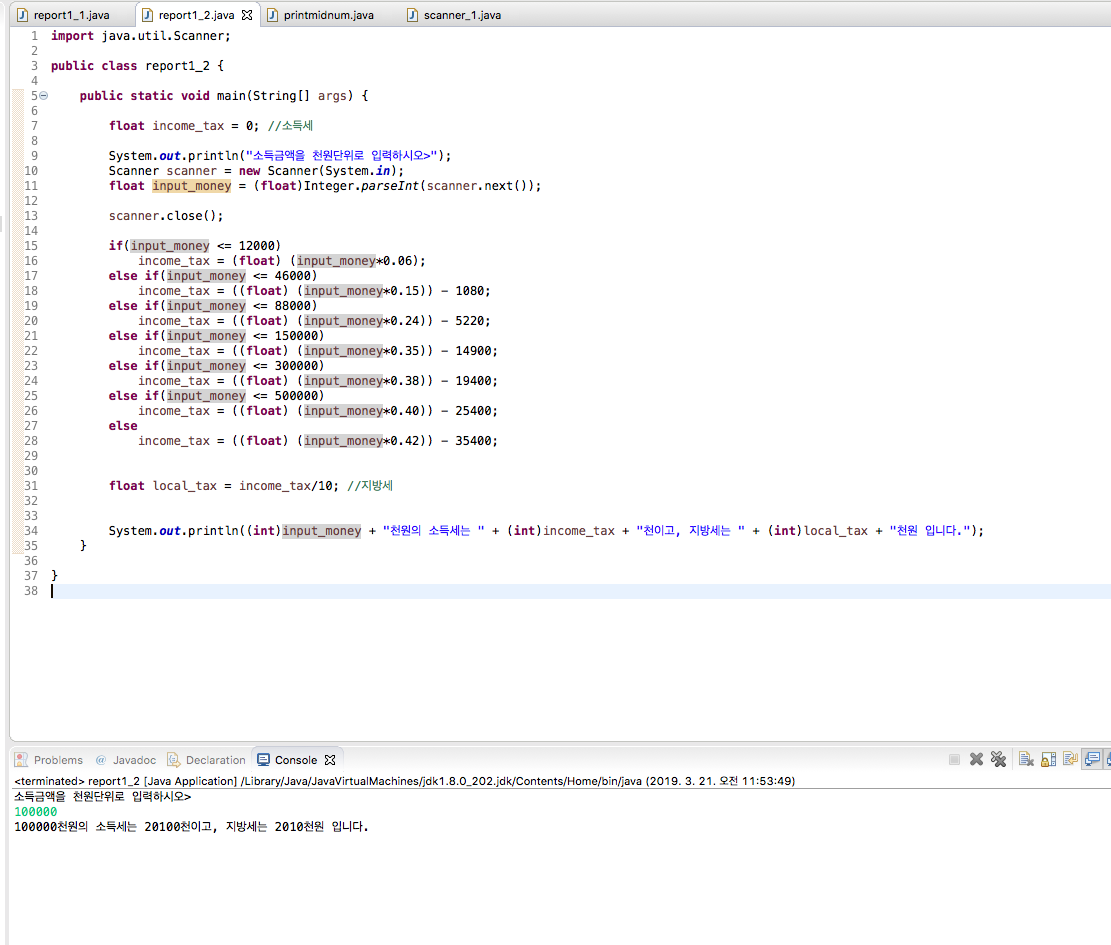 report1_1.java report1_2.java printmidnum.java scanner_1.java
1 import java.util.Scanner;
2
3 public class report1_2 {
4
5 public static void main(String[] args) {
6
7 float income_tax = 0; //소득세
8
9 System.out.println("소득금액을 천원단위로 입력하시오>");
10 Scanner scanner = new Scanner(System.in);
11 float input_money = (float)Integer.parseInt(scanner.next());
12
13 scanner.close();
14
15 if(input_money <= 12000)
16 income_tax = (float) (input_money*0.06);
17 else if(input_money <= 46000)
18 income_tax = ((float) (input_money*0.15)) - 1080;
19 else if(input_money <= 88000)
20 income_tax = ((float) (input_money*0.24)) - 5220;
21 else if(input_money <= 150000)
22 income_tax = ((float) (input_money*0.35)) - 14900;
23 else if(input_money <= 300000)
24 income_tax = ((float) (input_money*0.38)) - 19400;
25 else if(input_money <= 500000)
26 income_tax = ((float) (input_money*0.40)) - 25400;
27 else
28 income_tax = ((float) (input_money*0.42)) - 35400;
29
30
31 float local_tax = income_tax/10; //지방세
32
33
34 System.out.println((int)input_money + "천원의 소득세는 " + (int)income_tax + "천이고, 지방세는 " + (int)local_tax + "천원 입니다.");
35 }
36
37 }
38
Problems @ Javadoc Declaration Console
<terminated> report1_2 [Java Application] /Library/Java/JavaVirtualMachines/jdk1.8.0_202.jdk/Contents/Home/bin/java (2019. 3. 21. 오전 11:53:49)
소득금액을 천원단위로 입력하시오>
100000
100000천원의 소득세는 20100천이고, 지방세는 2010천원 입니다.